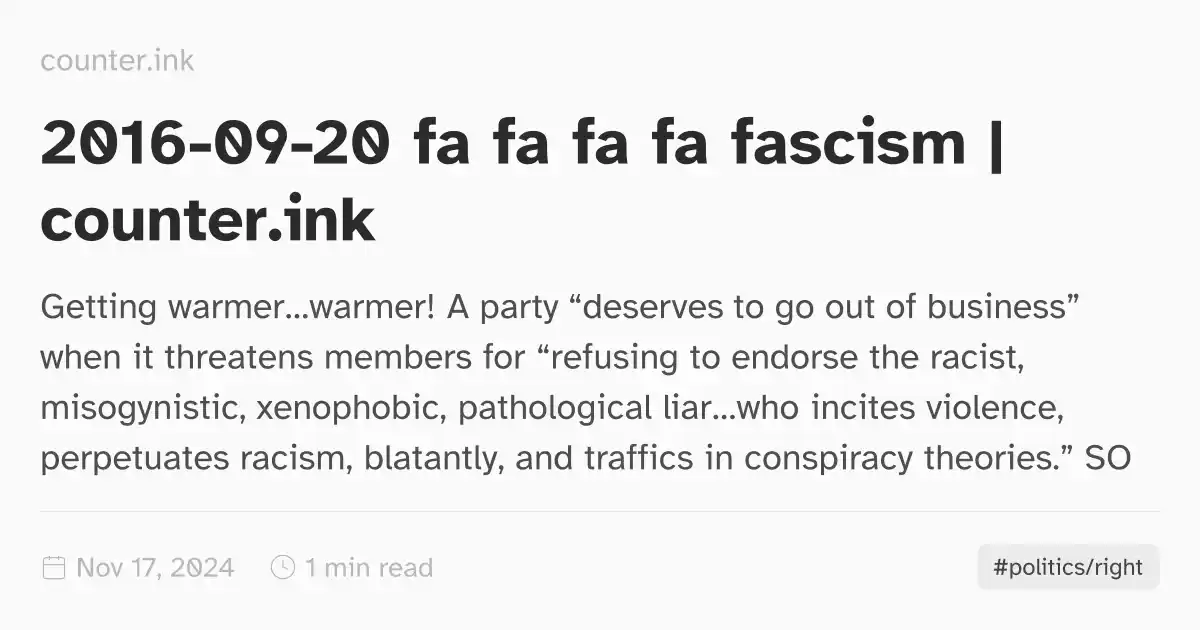 counter.ink
2016-09-20 fa fa fa fa fascism |
counter.ink
Getting warmer…warmer! A party “deserves to go out of business”
when it threatens members for “refusing to endorse the racist,
misogynistic, xenophobic, pathological liar…who incites violence,
perpetuates racism, blatantly, and traffics in conspiracy theories.” SO
Nov 17, 2024 1 min read #politics/right